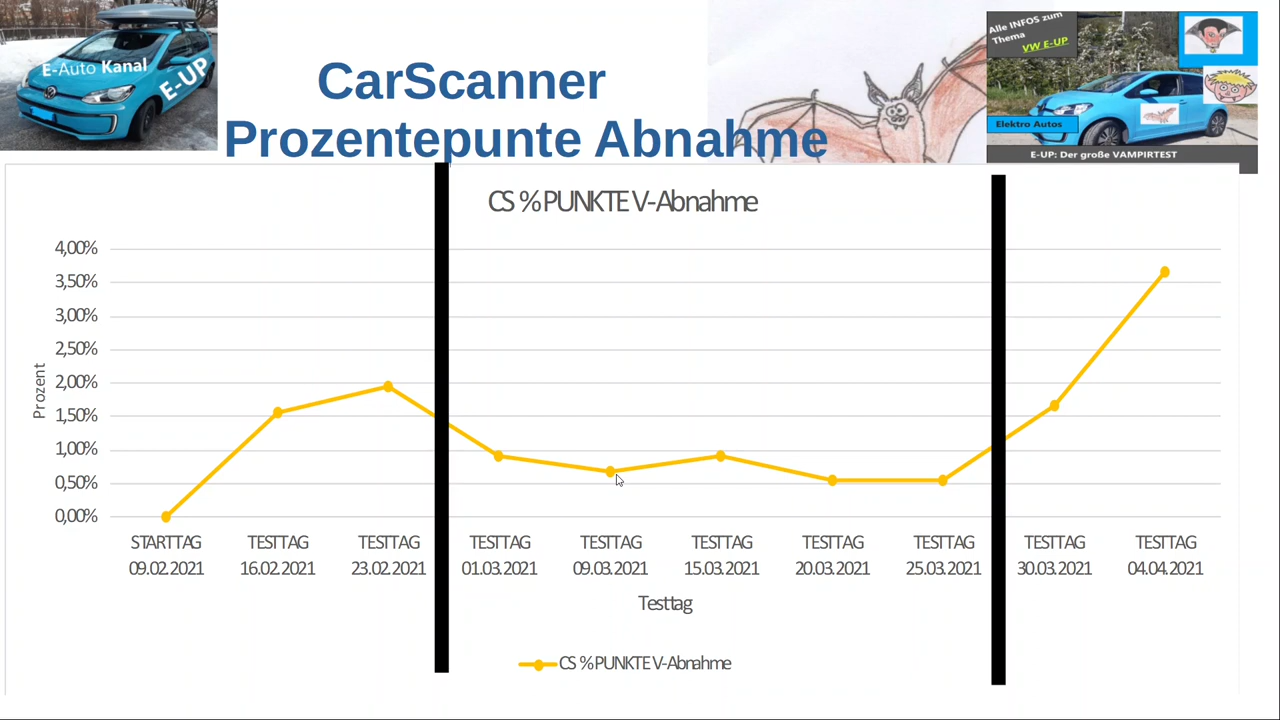 E-Auto Kanal
E-UP
CarScanner
Prozentepunte Abnahme
Alle INFOS zum
Thema
VW E-UP
Elektro Autos
E-UP: Der große VAMPIRTEST
CS %PUNKTE V-Abnahme
4,00%
3,50%
3,00%
2,50%
2,00%
1,50%
1,00%
0,50%
0,00%
Prozent
STARTTAG
09.02.2021
TESTTAG
16.02.2021
TESTTAG
23.02.2021
TESTTAG
01.03.2021
TESTTAG
09.03.2021
TESTTAG
15.03.2021
TESTTAG
20.03.2021
TESTTAG
25.03.2021
TESTTAG
30.03.2021
TESTTAG
04.04.2021
Testtag
CS %PUNKTE V-Abnahme